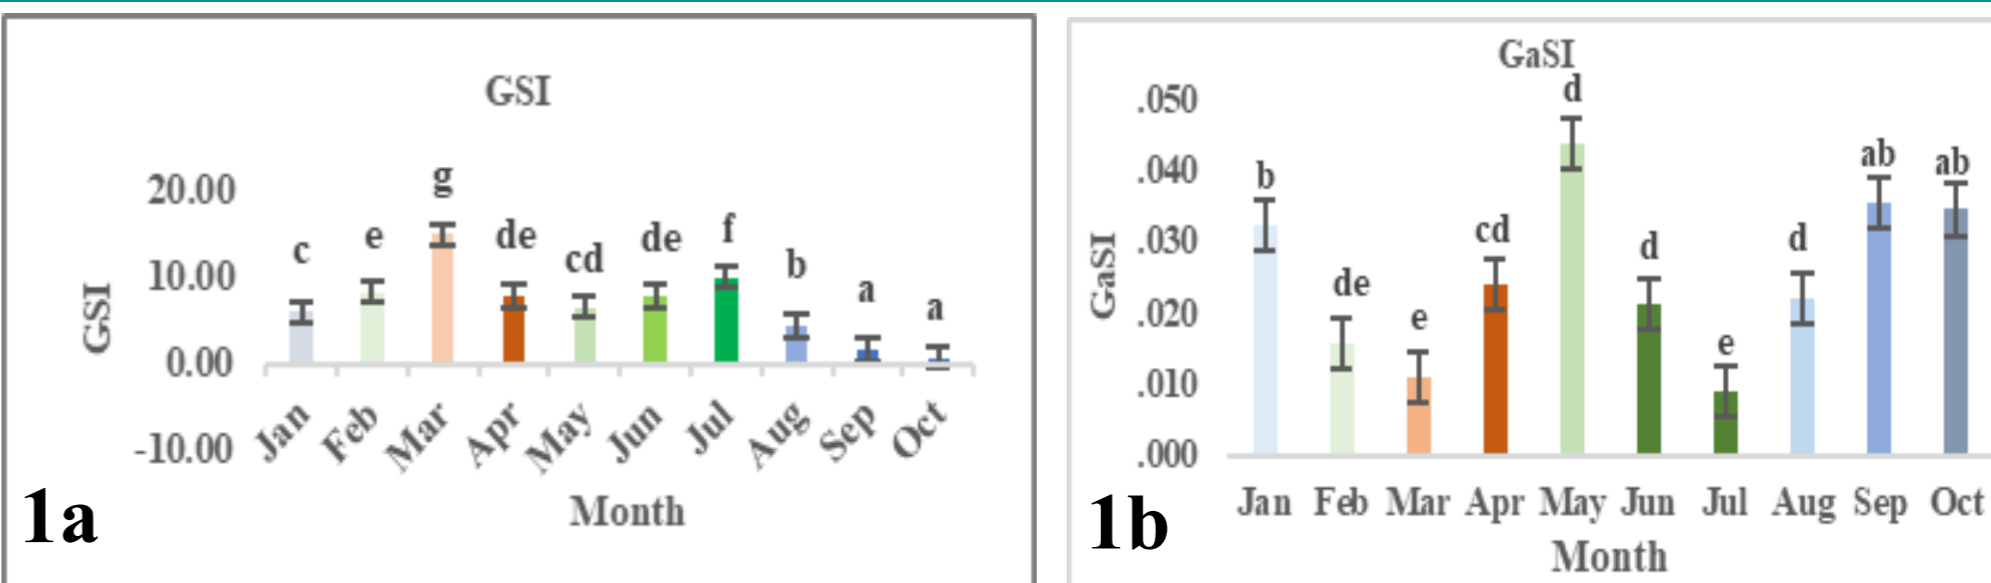 GSI
20.00
10.00
0.00
-10.00
GSI
c e g de cd de f b a a
Jan Feb Mar Apr May Jun Jul Aug Sep Oct
Month
1a
GaSI
.050
.040
.030
.020
.010
.000
GaSI
b de e cd d d e d ab ab
Jan Feb Mar Apr May Jun Jul Aug Sep Oct
Month
1b